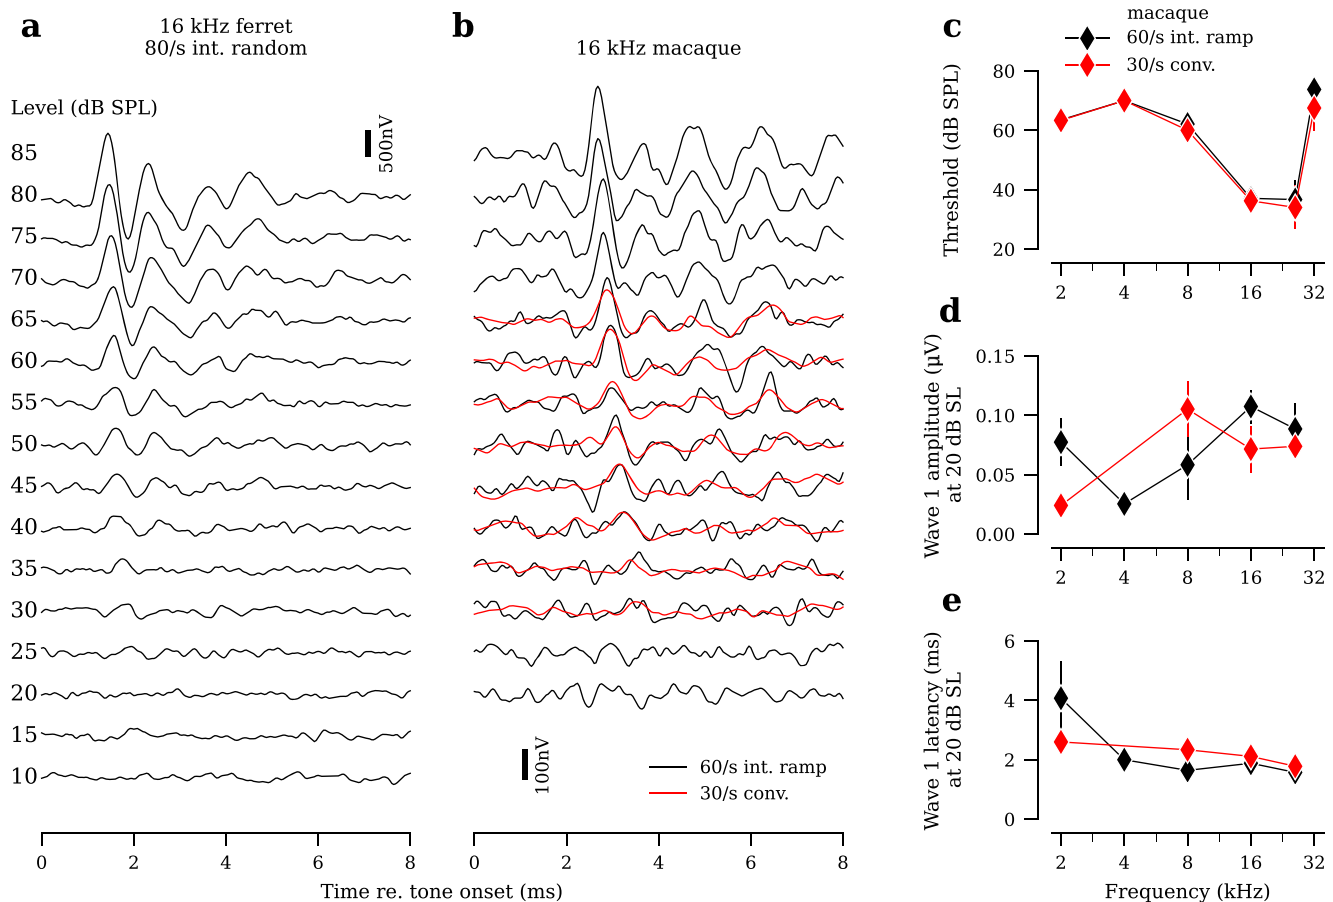 a
16 kHz ferret
80/s int. random
Level (dB SPL)
500nV
85
80
75
70
65
60
55
50
45
40
35
30
25
20
15
10
0 2 4 6 8
b
16 kHz macaque
100nV
60/s int. ramp
30/s conv.
0 2 4 6 8
Time re. tone onset (ms)
c
macaque
60/s int. ramp
30/s conv.
Threshold (dB SPL)
80
60
40
20
2 4 8 16 32
d
Wave 1 amplitude (µV)
at 20 dB SL
0.15
0.10
0.05
0.00
2 4 8 16 32
e
Wave 1 latency (ms)
at 20 dB SL
6
4
2
0
2 4 8 16 32
Frequency (kHz)